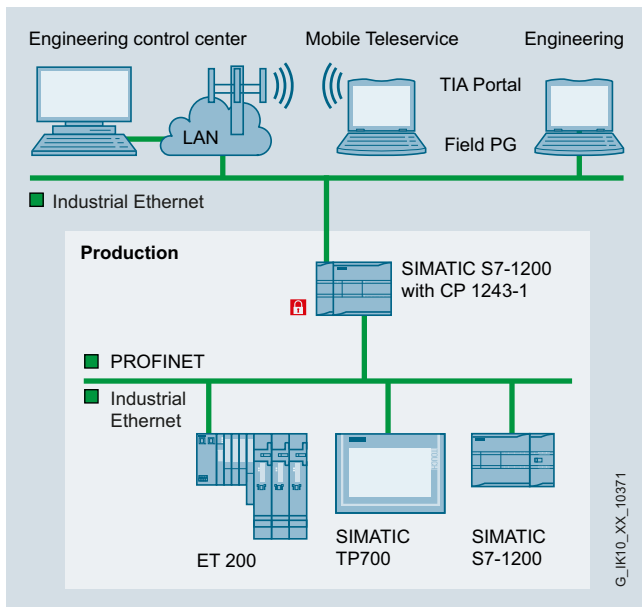 Engineering control center
Mobile Teleservice
Engineering
TIA Portal
LAN
Field PG
Industrial Ethernet
Production
SIMATIC S7-1200
with CP 1243-1
PROFINET
Industrial
Ethernet
ET 200
SIMATIC
TP700
SIMATIC
S7-1200
G_IK10_XX_10371